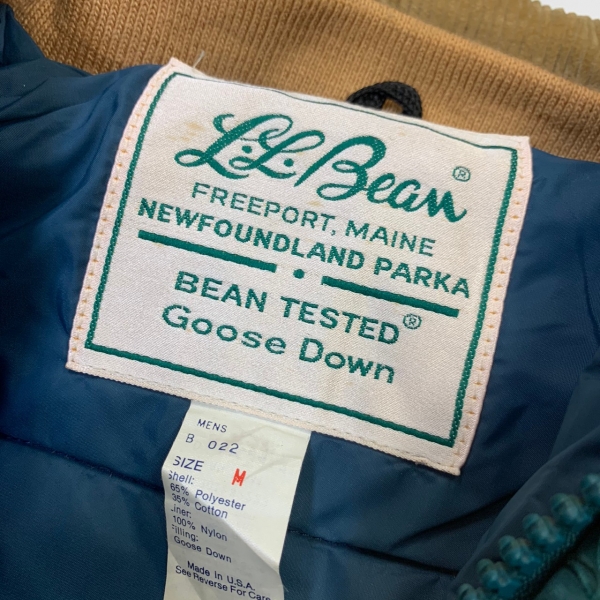 L.L.Bean®
FREEPORT, MAINE
NEWFOUNDLAND PARKA
BEAN TESTED®
Goose Down
MENS
B 022
SIZE M
Shell:
65% Polyester
35% Cotton
Liner:
100% Nylon
Filling:
Goose Down
Made in U.S.A.
See Reverse For Care